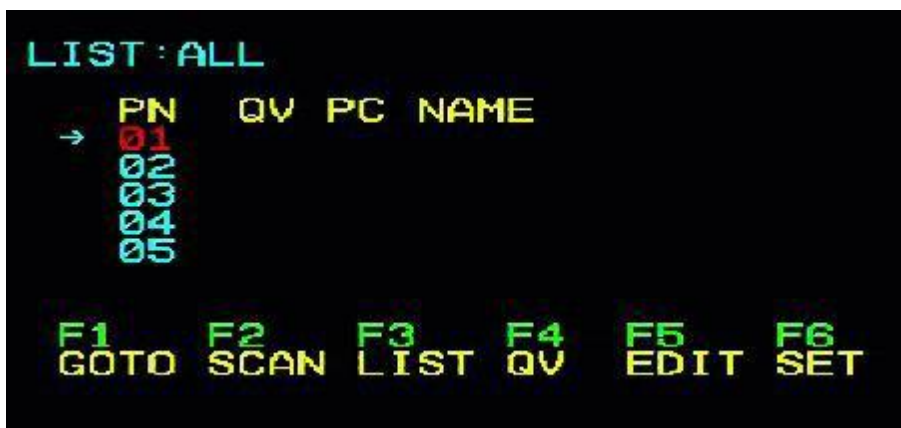 LIST:ALL
PN QV PC NAME
→ 01
02
03
04
05
F1 F2 F3 F4 F5 F6
GOTO SCAN LIST QV EDIT SET